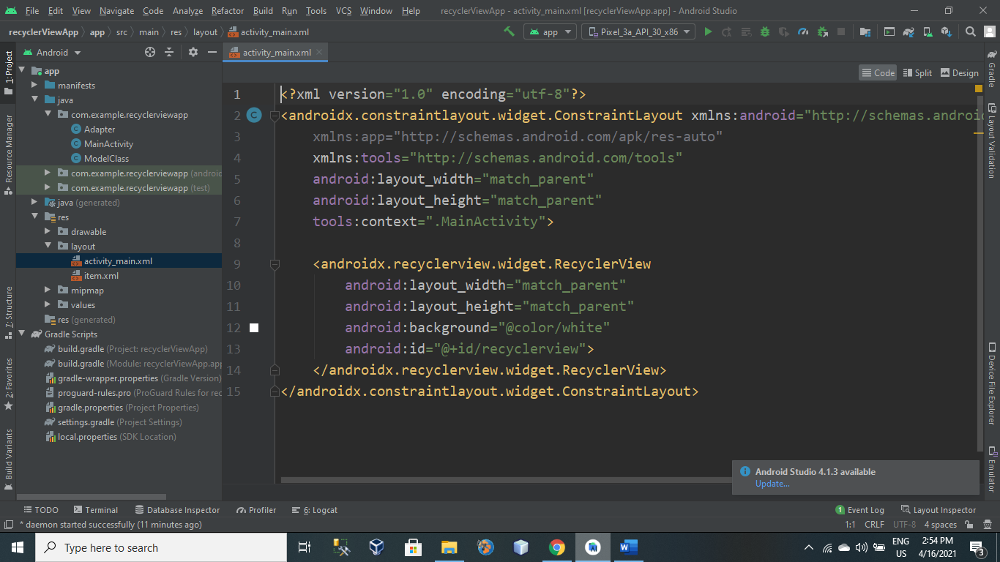 File Edit View Navigate Code Analyze Refactor Build Run Tools VCS Window Help recyclerViewApp - activity_main.xml [recyclerViewApp.app] - Android Studio
recyclerViewApp app src main res layout activity_main.xml app Pixel_3a_API_30_x86
1: Project
Resource Manager
7: Structure
2: Favorites
Build Variants
Android
app
manifests
java
com.example.recyclerviewapp
Adapter
MainActivity
ModelClass
com.example.recyclerviewapp (androi
com.example.recyclerviewapp (test)
java (generated)
res
drawable
layout
activity_main.xml
item.xml
mipmap
values
res (generated)
Gradle Scripts
build.gradle (Project: recyclerViewApp)
build.gradle (Module: recyclerViewApp.app
gradle-wrapper.properties (Gradle Version)
proguard-rules.pro (ProGuard Rules for rec
gradle.properties (Project Properties)
settings.gradle (Project Settings)
local.properties (SDK Location)
activity_main.xml
Code Split Design
1 <?xml version="1.0" encoding="utf-8"?>
2 C <androidx.constraintlayout.widget.ConstraintLayout xmlns:android="http://schemas.androi
3 xmlns:app="http://schemas.android.com/apk/res-auto"
4 xmlns:tools="http://schemas.android.com/tools"
5 android:layout_width="match_parent"
6 android:layout_height="match_parent"
7 tools:context=".MainActivity">
8
9 <androidx.recyclerview.widget.RecyclerView
10 android:layout_width="match_parent"
11 android:layout_height="match_parent"
12 android:background="@color/white"
13 android:id="@+id/recyclerview">
14 </androidx.recyclerview.widget.RecyclerView>
15 </androidx.constraintlayout.widget.ConstraintLayout>
Gradle
Layout Validation
Device File Explorer
Emulator
Android Studio 4.1.3 available
Update...
TODO Terminal Database Inspector Profiler 6: Logcat 1 Event Log Layout Inspector
* daemon started successfully (11 minutes ago) 1:1 CRLF UTF-8 4 spaces
Type here to search
ENG
US
2:54 PM
4/16/2021
3